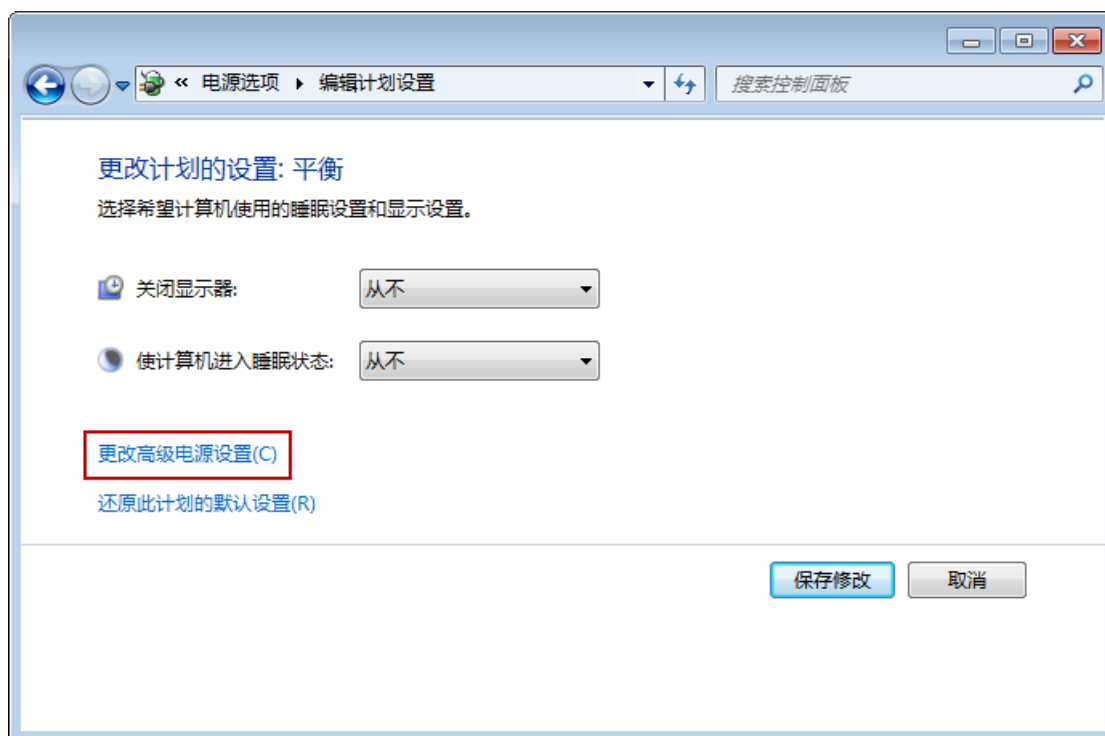 « 电源选项 ▸ 编辑计划设置
搜索控制面板
更改计划的设置: 平衡
选择希望计算机使用的睡眠设置和显示设置。
关闭显示器:
从不
使计算机进入睡眠状态:
从不
更改高级电源设置(C)
还原此计划的默认设置(R)
保存修改
取消